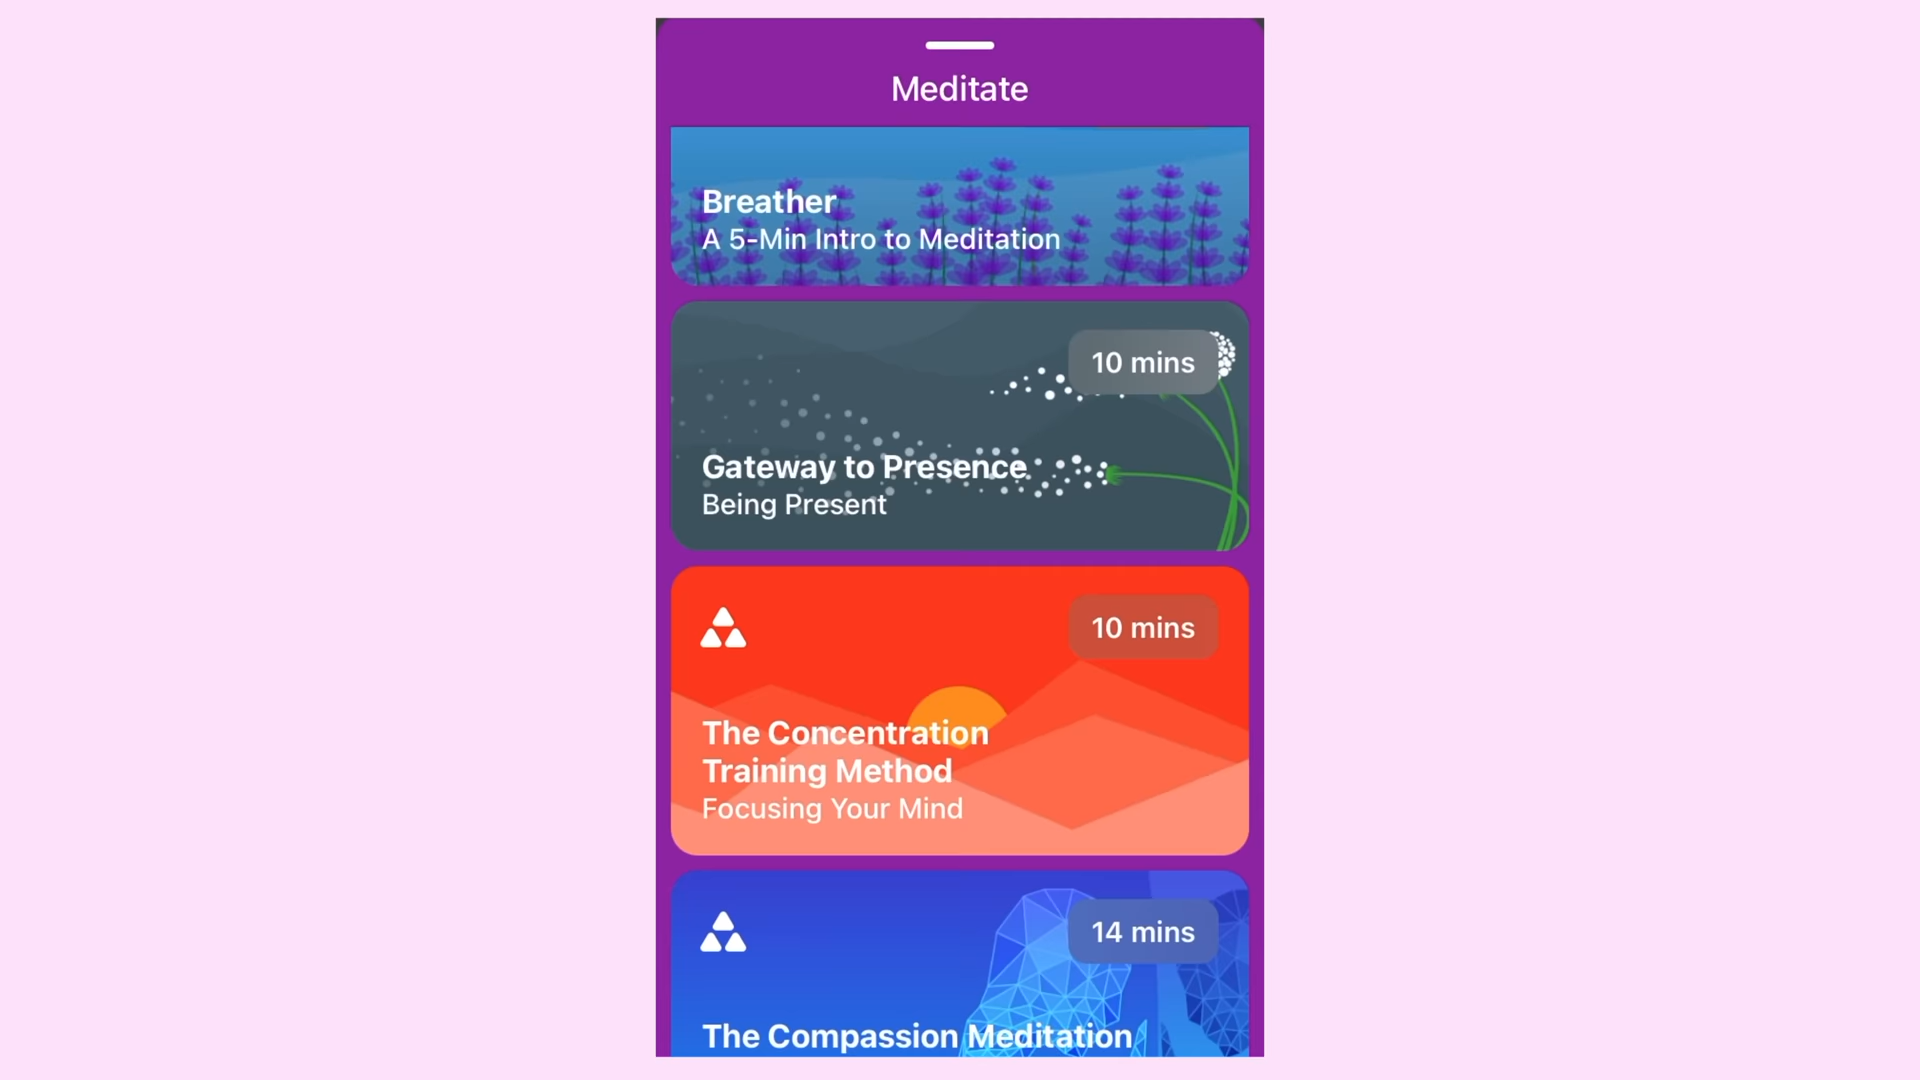 Meditate
Breather
A 5-Min Intro to Meditation
10 mins
Gateway to Presence
Being Present
10 mins
The Concentration
Training Method
Focusing Your Mind
14 mins
The Compassion Meditation